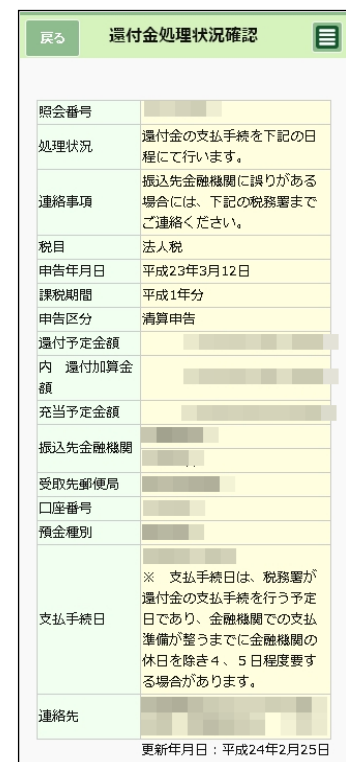 戻る
還付金処理状況確認
照会番号
処理状況
還付金の支払手続を下記の日
程にて行います。
連絡事項
振込先金融機関に誤りがある
場合には、下記の税務署まで
ご連絡ください。
税目
法人税
申告年月日
平成23年3月12日
課税期間
平成1年分
申告区分
清算申告
還付予定金額
内　還付加算金
額
充当予定金額
振込先金融機関
受取先郵便局
口座番号
預金種別
支払手続日
※　支払手続日は、税務署が
還付金の支払手続を行う予定
日であり、金融機関での支払
準備が整うまでに金融機関の
休日を除き４、５日程度要す
る場合があります。
連絡先
更新年月日：平成24年2月25日